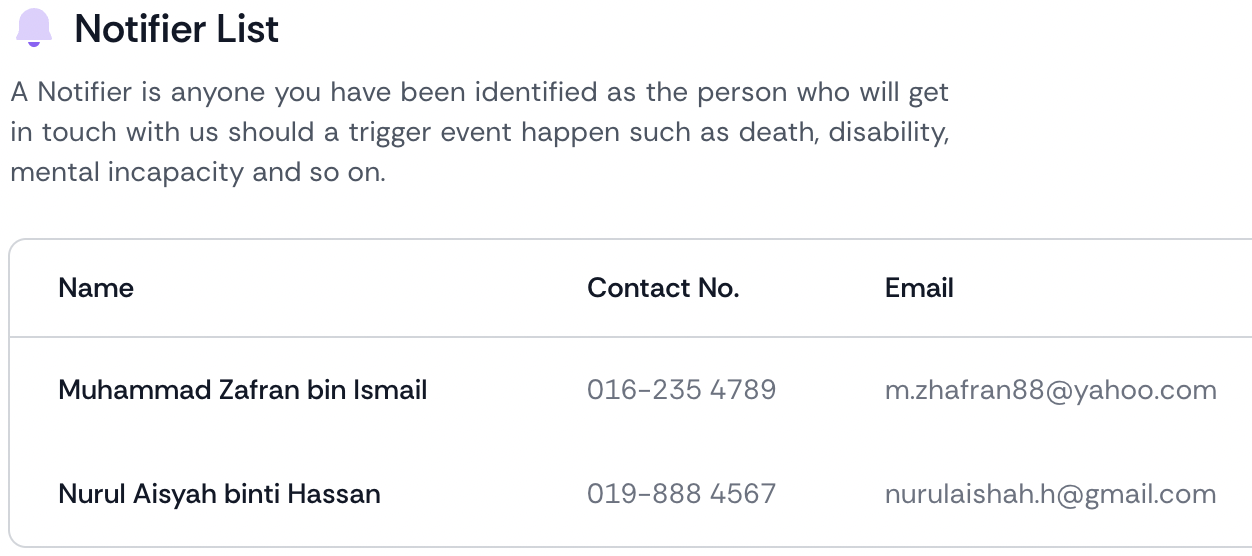 Notifier List
A Notifier is anyone you have been identified as the person who will get
in touch with us should a trigger event happen such as death, disability,
mental incapacity and so on.
Name Contact No. Email
Muhammad Zafran bin Ismail 016-235 4789 m.zhafran88@yahoo.com
Nurul Aisyah binti Hassan 019-888 4567 nurulaishah.h@gmail.com